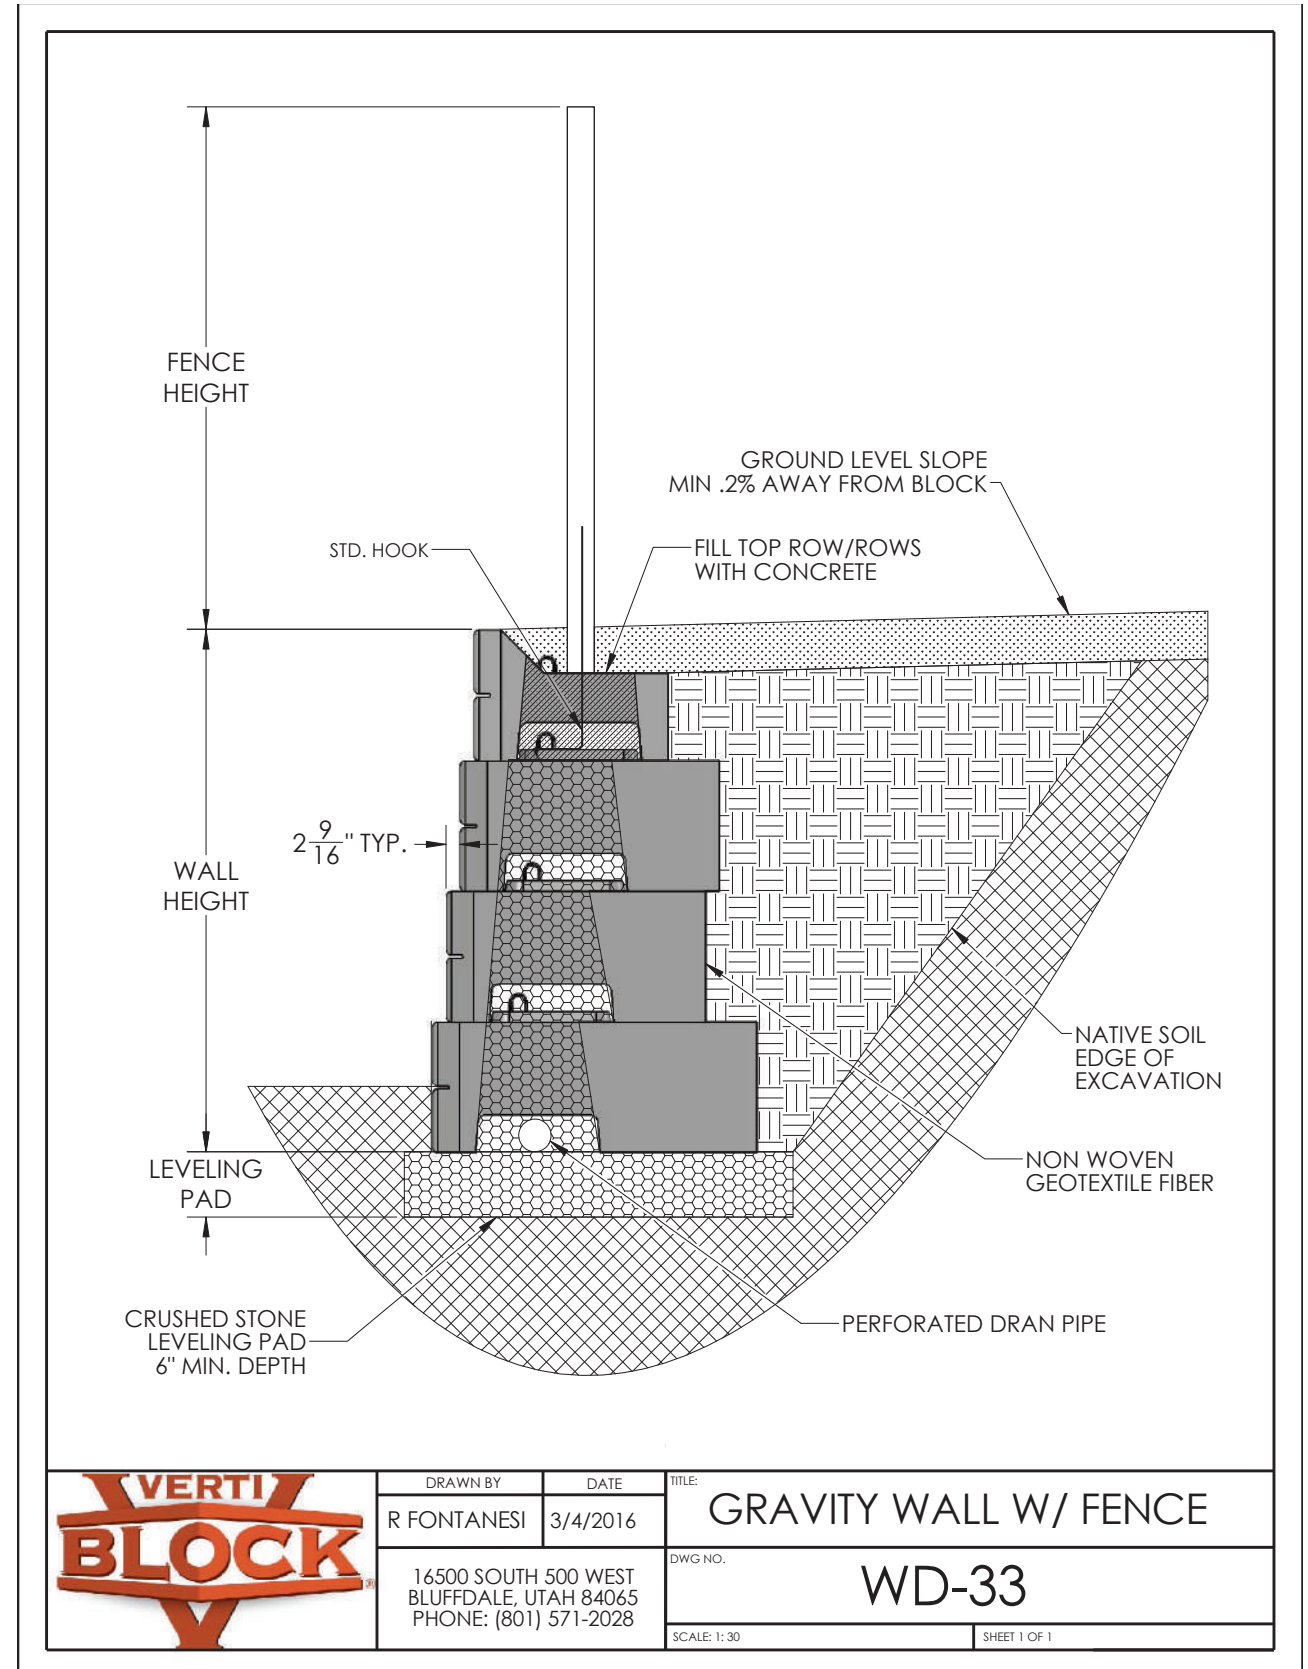 FENCE
HEIGHT
GROUND LEVEL SLOPE
MIN .2% AWAY FROM BLOCK
STD. HOOK
FILL TOP ROW/ROWS
WITH CONCRETE
2 9/16" TYP.
WALL
HEIGHT
NATIVE SOIL
EDGE OF
EXCAVATION
LEVELING
PAD
NON WOVEN
GEOTEXTILE FIBER
CRUSHED STONE
LEVELING PAD
6" MIN. DEPTH
PERFORATED DRAN PIPE
VERTI
BLOCK
®
DRAWN BY
DATE
R FONTANESI
3/4/2016
16500 SOUTH 500 WEST
BLUFFDALE, UTAH 84065
PHONE: (801) 571-2028
TITLE:
GRAVITY WALL W/ FENCE
DWG NO.
WD-33
SCALE: 1: 30
SHEET 1 OF 1